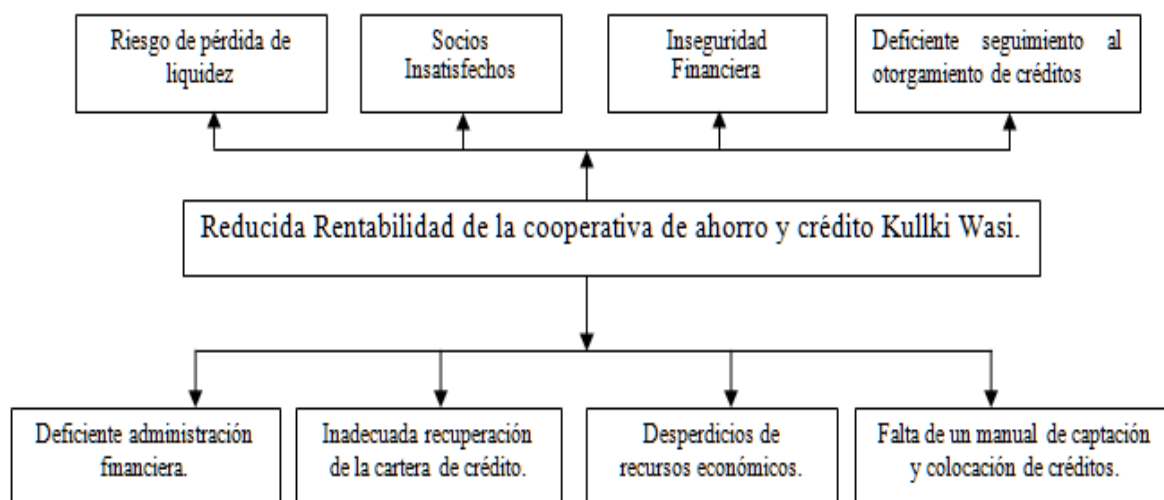 Riesgo de pérdida de
liquidez
Socios
Insatisfechos
Inseguridad
Financiera
Deficiente seguimiento al
otorgamiento de créditos
Reducida Rentabilidad de la cooperativa de ahorro y crédito Kullki Wasi.
Deficiente administración
financiera.
Inadecuada recuperación
de la cartera de crédito.
Desperdicios de
recursos económicos.
Falta de un manual de captación
y colocación de créditos.